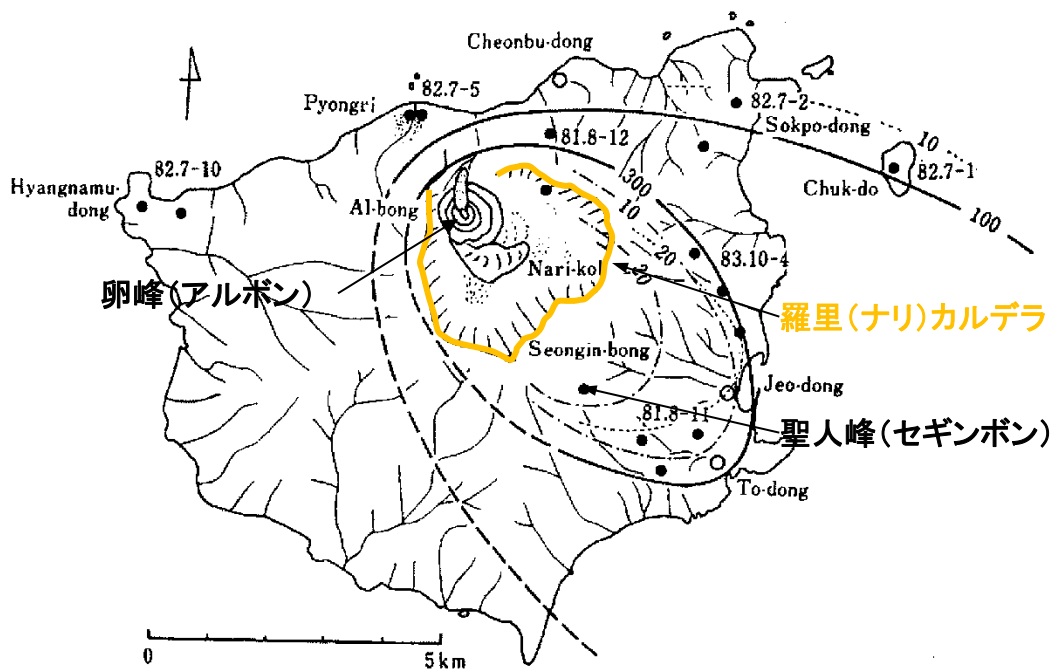 Cheonbu-dong
82.7-5
Pyongri
82.7-2
10
Sokpo-dong
81.8-12
82.7-10
82.7-1
Hyangnamu-
dong
Chuk-do
300
Al-bong
10
100
20
83.10-4
Nari-kol
30
卵峰(アルボン)
羅里(ナリ)カルデラ
Seongin-bong
Jeo-dong
81.8-11
聖人峰(セギンボン)
To-dong
0
5km